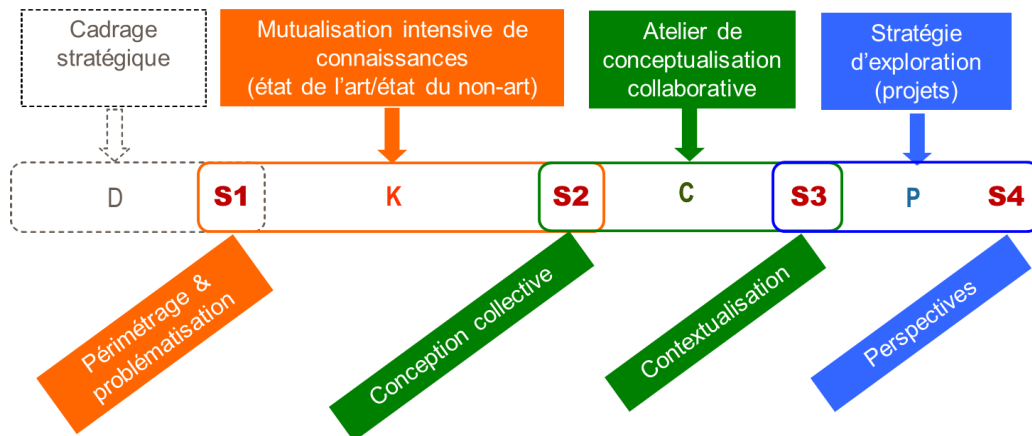 Cadrage
stratégique
Mutualisation intensive de
connaissances
(état de l'art/état du non-art)
Atelier de
conceptualisation
collaborative
Stratégie
d'exploration
(projets)
D
S1
K
S2
C
S3
P
S4
Périmétrage &
problématisation
Conception collective
Contextualisation
Perspectives